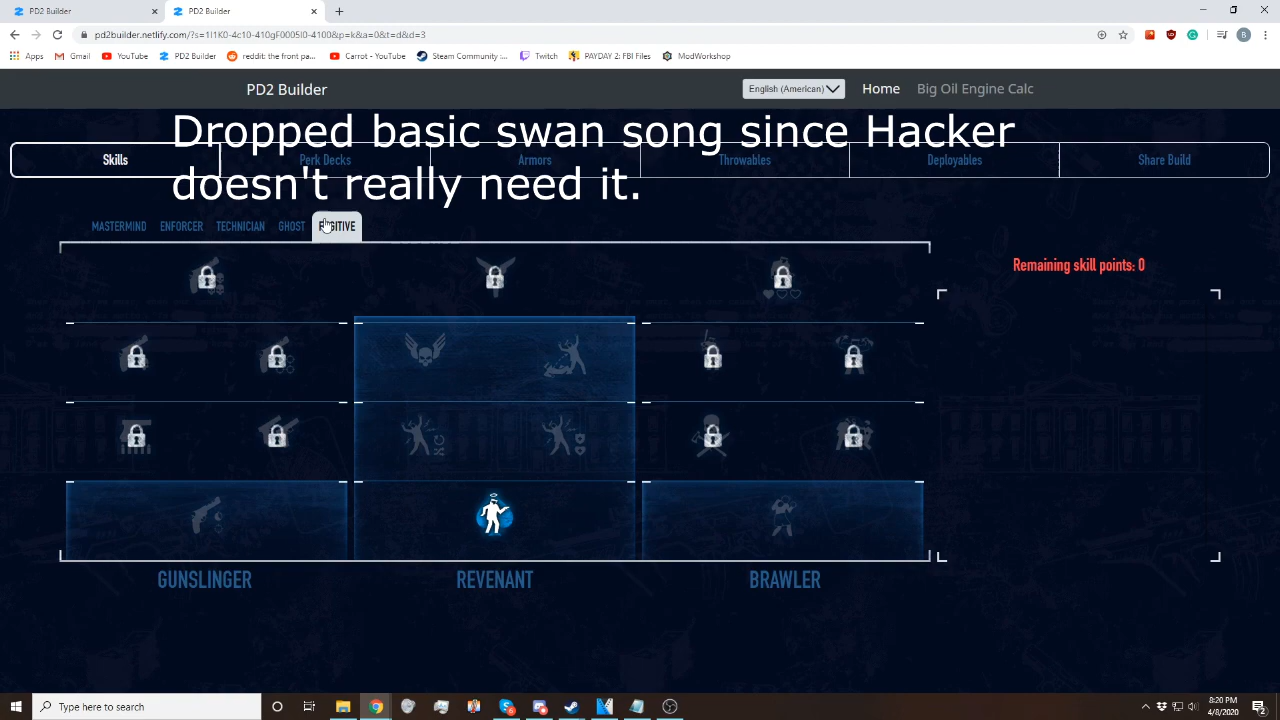 PD2 Builder
PD2 Builder
pd2builder.netlify.com/?s=1I1K0-4c10-410gF0005I0-4100&p=k&a=0&t=d&d=3
B
Apps Gmail YouTube PD2 Builder reddit: the front pa... Carrot - YouTube Steam Community :... Twitch PAYDAY 2: FBI Files ModWorkshop
PD2 Builder English (American) Home Big Oil Engine Calc
Dropped basic swan song since Hacker
doesn't really need it.
Skills Perk Decks Armors Throwables Deployables Share Build
MASTERMIND ENFORCER TECHNICIAN GHOST FUGITIVE
Remaining skill points: 0
GUNSLINGER REVENANT BRAWLER
Type here to search
8:20 PM
4/8/2020